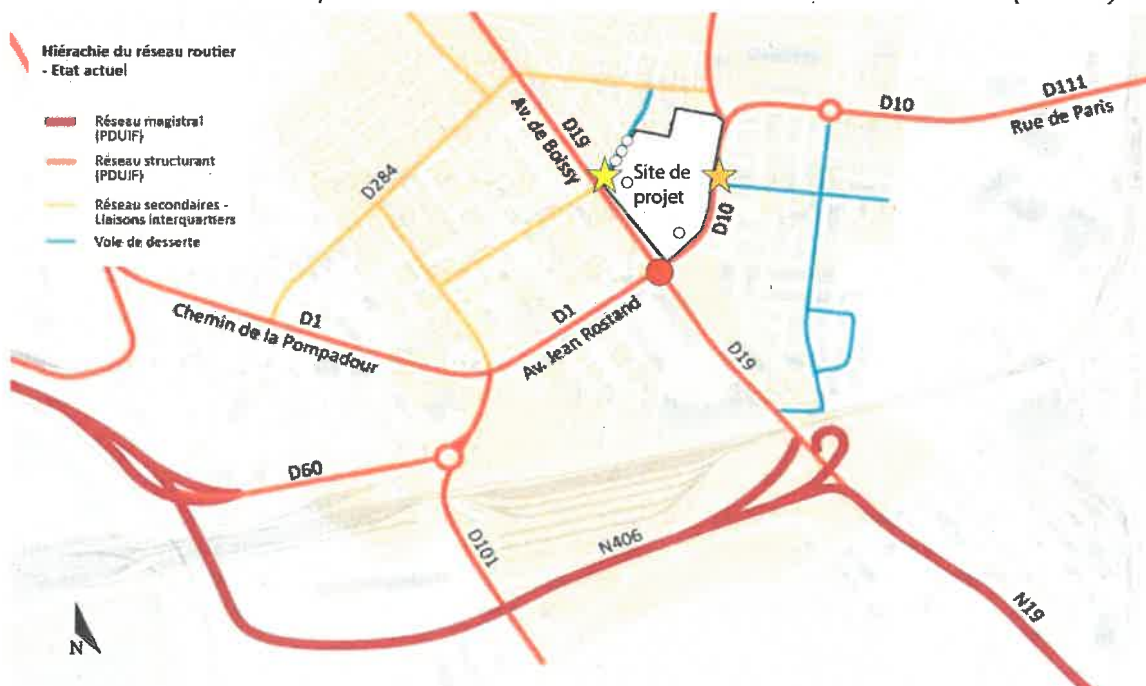 Hiérachie du réseau routier
- Etat actuel
Réseau magistral
(PDUIF)
Réseau structurant
(PDUIF)
Réseau secondaires -
Liaisons interquartiers
Voie de desserte
D19
Av. de Boissy
Site de
projet
D10
D10
D111
Rue de Paris
D284
D1
Chemin de la Pompadour
D1
Av. Jean Rostand
D19
D60
D101
N406
N19
N